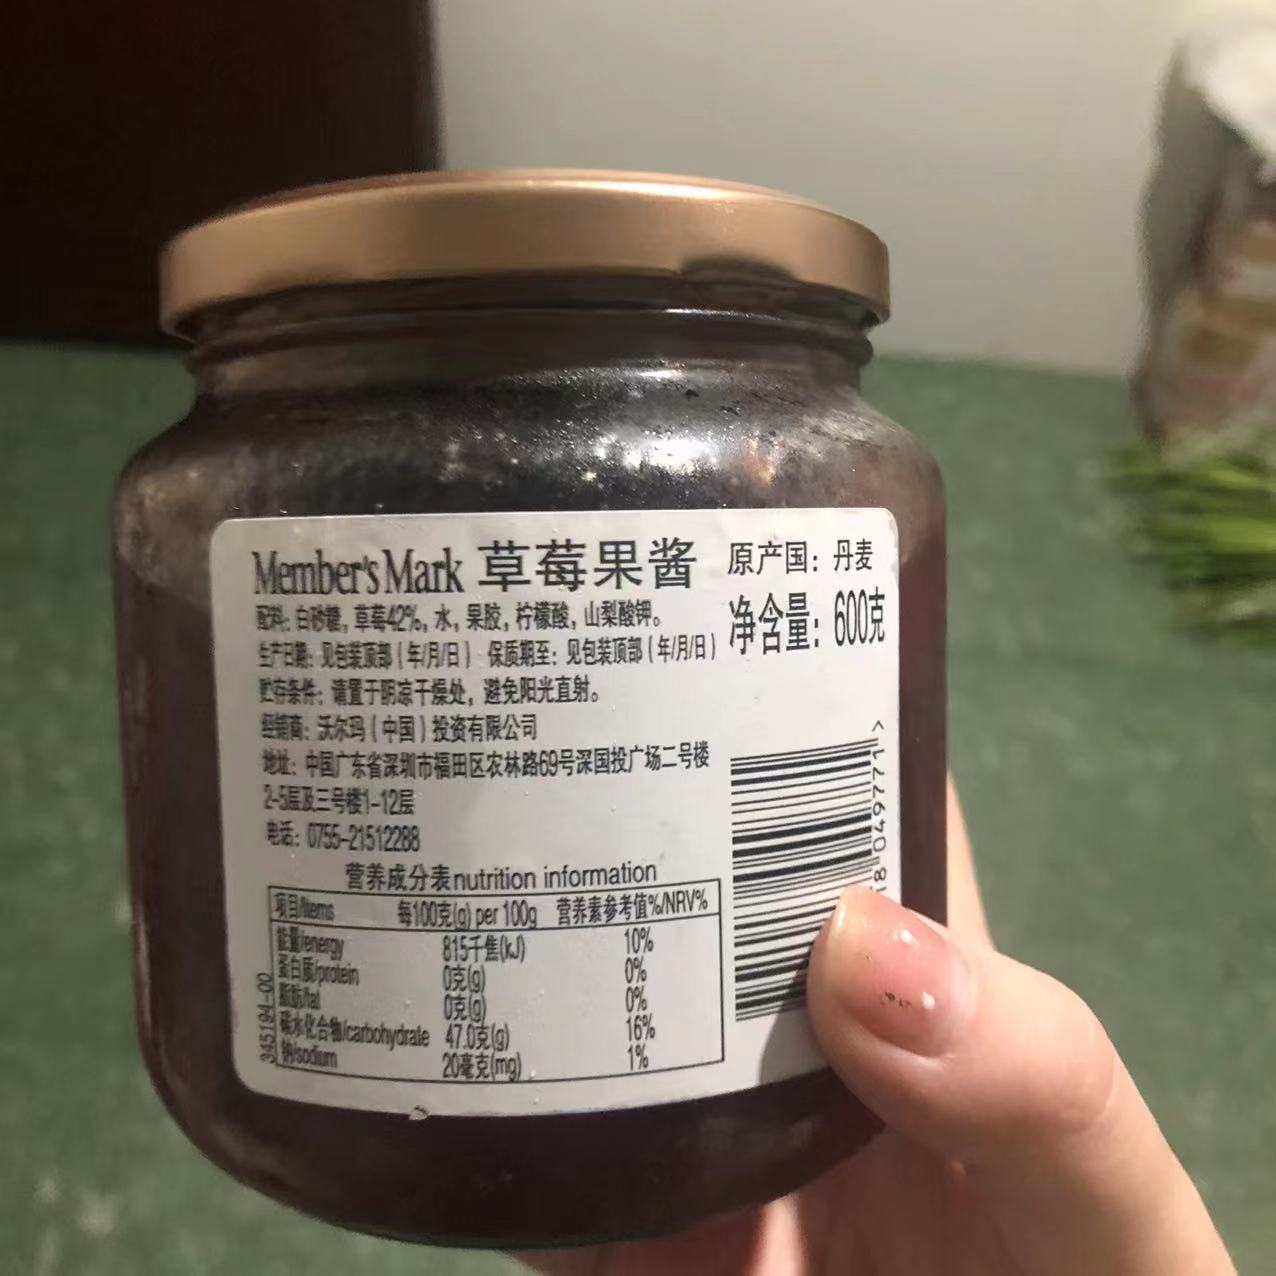 Member's Mark 草莓果酱
原产国：丹麦
配料：白砂糖，草莓42%，水，果胶，柠檬酸，山梨酸钾。
净含量：600克
生产日期：见包装顶部（年/月/日） 保质期至：见包装顶部（年/月/日）
贮存条件：请置于阴凉干燥处，避免阳光直射。
经销商：沃尔玛（中国）投资有限公司
地址：中国广东省深圳市福田区农林路69号深国投广场二号楼
2-5层及三号楼1-12层
电话：0755-21512288
营养成分表nutrition information
项目/Items 每100克(g) per 100g 营养素参考值%/NRV%
能量/energy 815千焦(kJ) 10%
蛋白质/protein 0克(g) 0%
脂肪/fat 0克(g) 0%
碳水化合物/carbohydrate 47.0克(g) 16%
钠/sodium 20毫克(mg) 1%
345194-00
8 049771 >